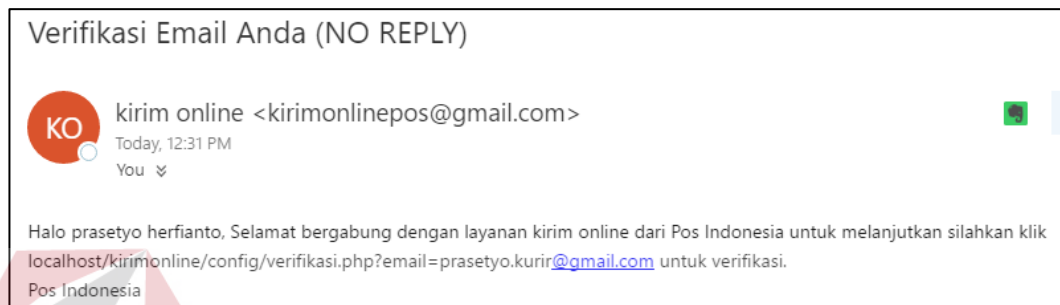 Verifikasi Email Anda (NO REPLY)
KO
kirim online <kirimonlinepos@gmail.com>
Today, 12:31 PM
You
Halo prasetyo herfianto, Selamat bergabung dengan layanan kirim online dari Pos Indonesia untuk melanjutkan silahkan klik
localhost/kirimonline/config/verifikasi.php?email=prasetyo.kurir@gmail.com untuk verifikasi.
Pos Indonesia